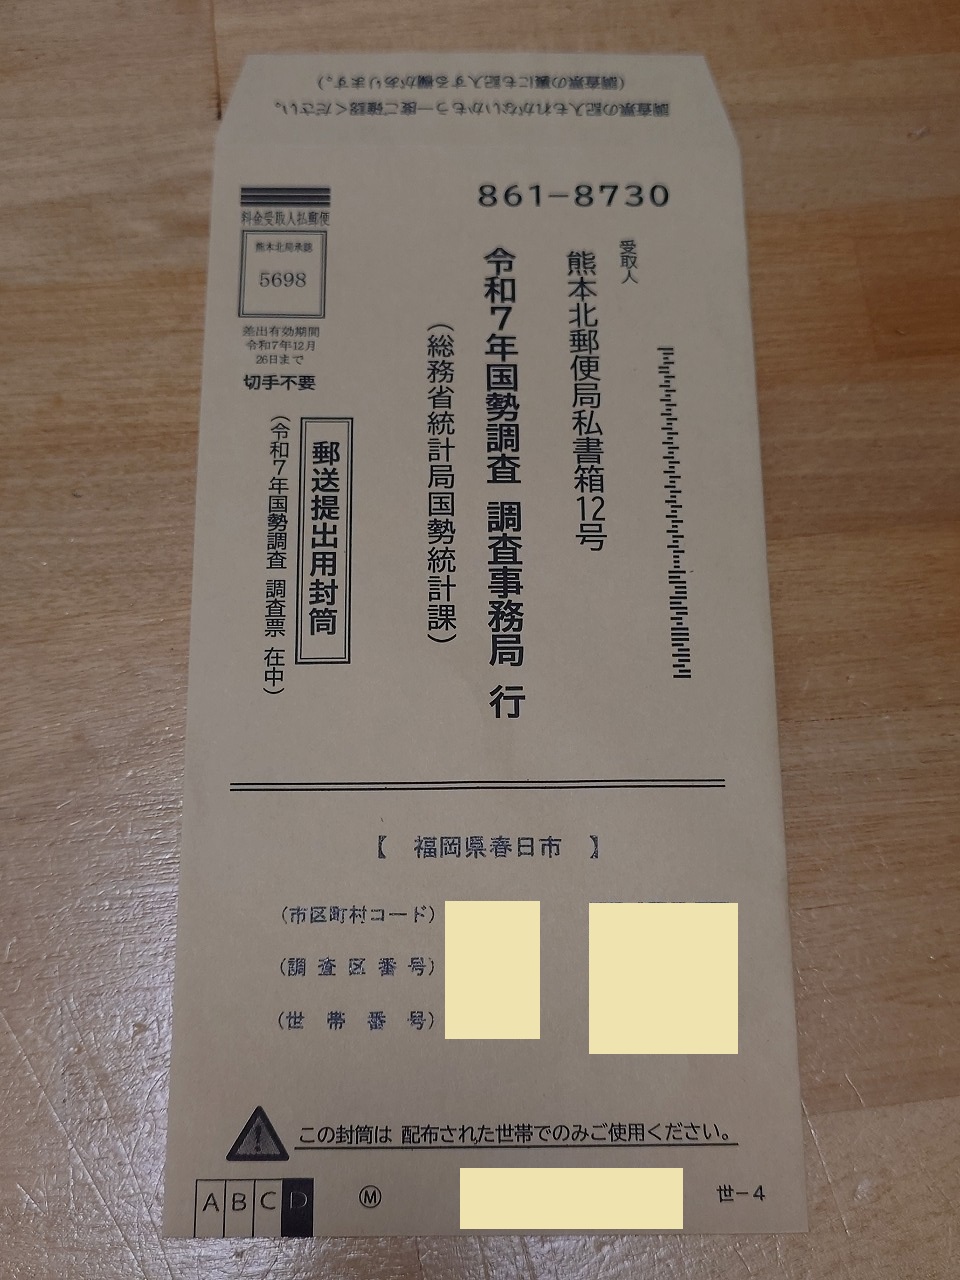 調査票の記入もれがないかもう一度ご確認ください。
(調査票の裏にも記入する欄があります。)
861-8730
料金受取人払郵便
熊本北局承認
5698
差出有効期間
令和7年12月
26日まで
切手不要
受取人
熊本北郵便局私書箱12号
令和7年国勢調査 調査事務局 行
(総務省統計局国勢統計課)
郵送提出用封筒
(令和7年国勢調査 調査票 在中)
【 福岡県春日市 】
(市区町村コード)
(調査区番号)
(世帯番号)
この封筒は 配布された世帯でのみご使用ください。
A B C D
Ⓜ
世-4